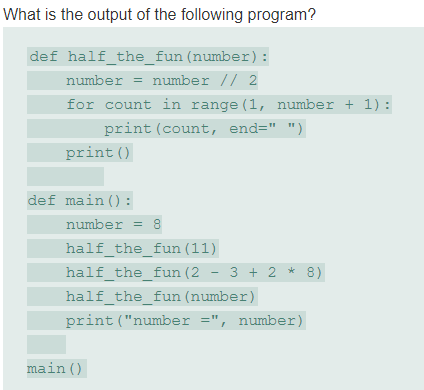 What is the output of the following program?
def half_the_fun(number):
    number = number // 2
    for count in range(1, number + 1):
        print(count, end=" ")
    print()
def main():
    number = 8
    half_the_fun(11)
    half_the_fun(2 - 3 + 2 * 8)
    half_the_fun(number)
    print("number =", number)
main()